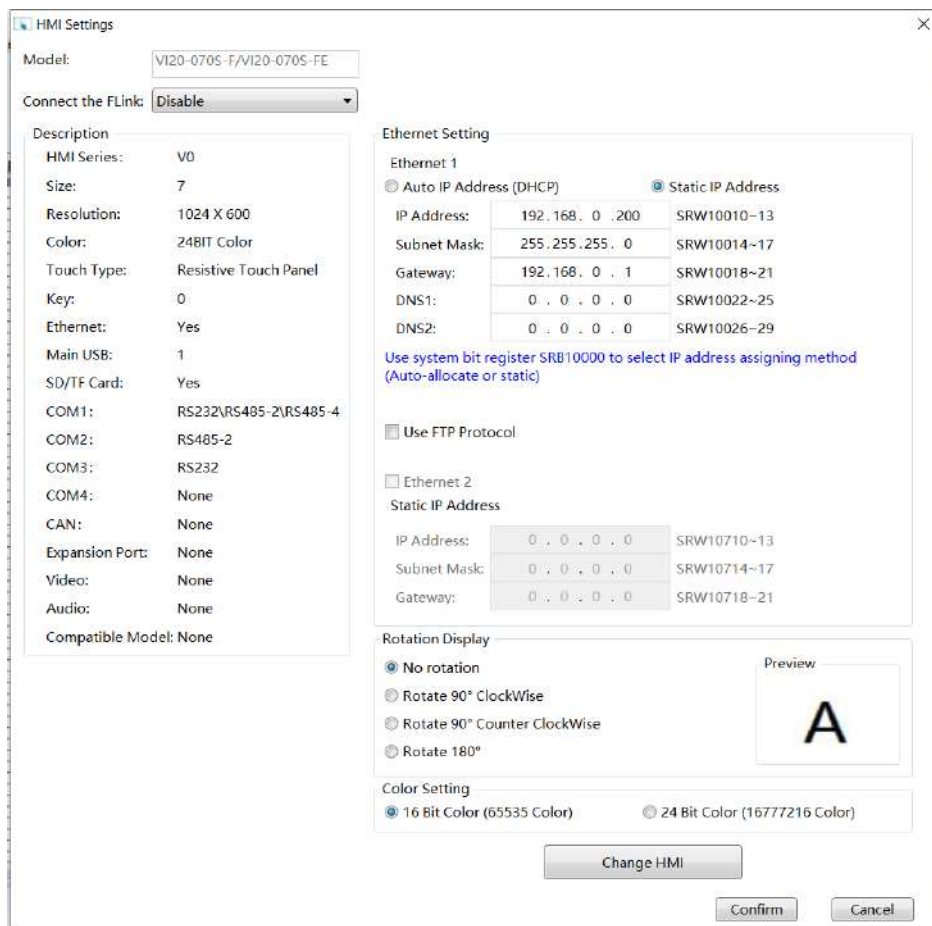 HMI Settings
Model: VI20-070S-F/VI20-070S-FE
Connect the FLink: Disable
Description
HMI Series: V0
Size: 7
Resolution: 1024 X 600
Color: 24BIT Color
Touch Type: Resistive Touch Panel
Key: 0
Ethernet: Yes
Main USB: 1
SD/TF Card: Yes
COM1: RS232\RS485-2\RS485-4
COM2: RS485-2
COM3: RS232
COM4: None
CAN: None
Expansion Port: None
Video: None
Audio: None
Compatible Model: None
Ethernet Setting
Ethernet 1
Auto IP Address (DHCP) Static IP Address
IP Address: 192.168. 0 .200 SRW10010~13
Subnet Mask: 255.255.255. 0 SRW10014~17
Gateway: 192.168. 0 . 1 SRW10018~21
DNS1: 0 . 0 . 0 . 0 SRW10022~25
DNS2: 0 . 0 . 0 . 0 SRW10026~29
Use system bit register SRB10000 to select IP address assigning method
(Auto-allocate or static)
Use FTP Protocol
Ethernet 2
Static IP Address
IP Address: 0 . 0 . 0 . 0 SRW10710~13
Subnet Mask: 0 . 0 . 0 . 0 SRW10714~17
Gateway: 0 . 0 . 0 . 0 SRW10718~21
Rotation Display
No rotation
Rotate 90° ClockWise
Rotate 90° Counter ClockWise
Rotate 180°
Preview
A
Color Setting
16 Bit Color (65535 Color) 24 Bit Color (16777216 Color)
Change HMI
Confirm Cancel